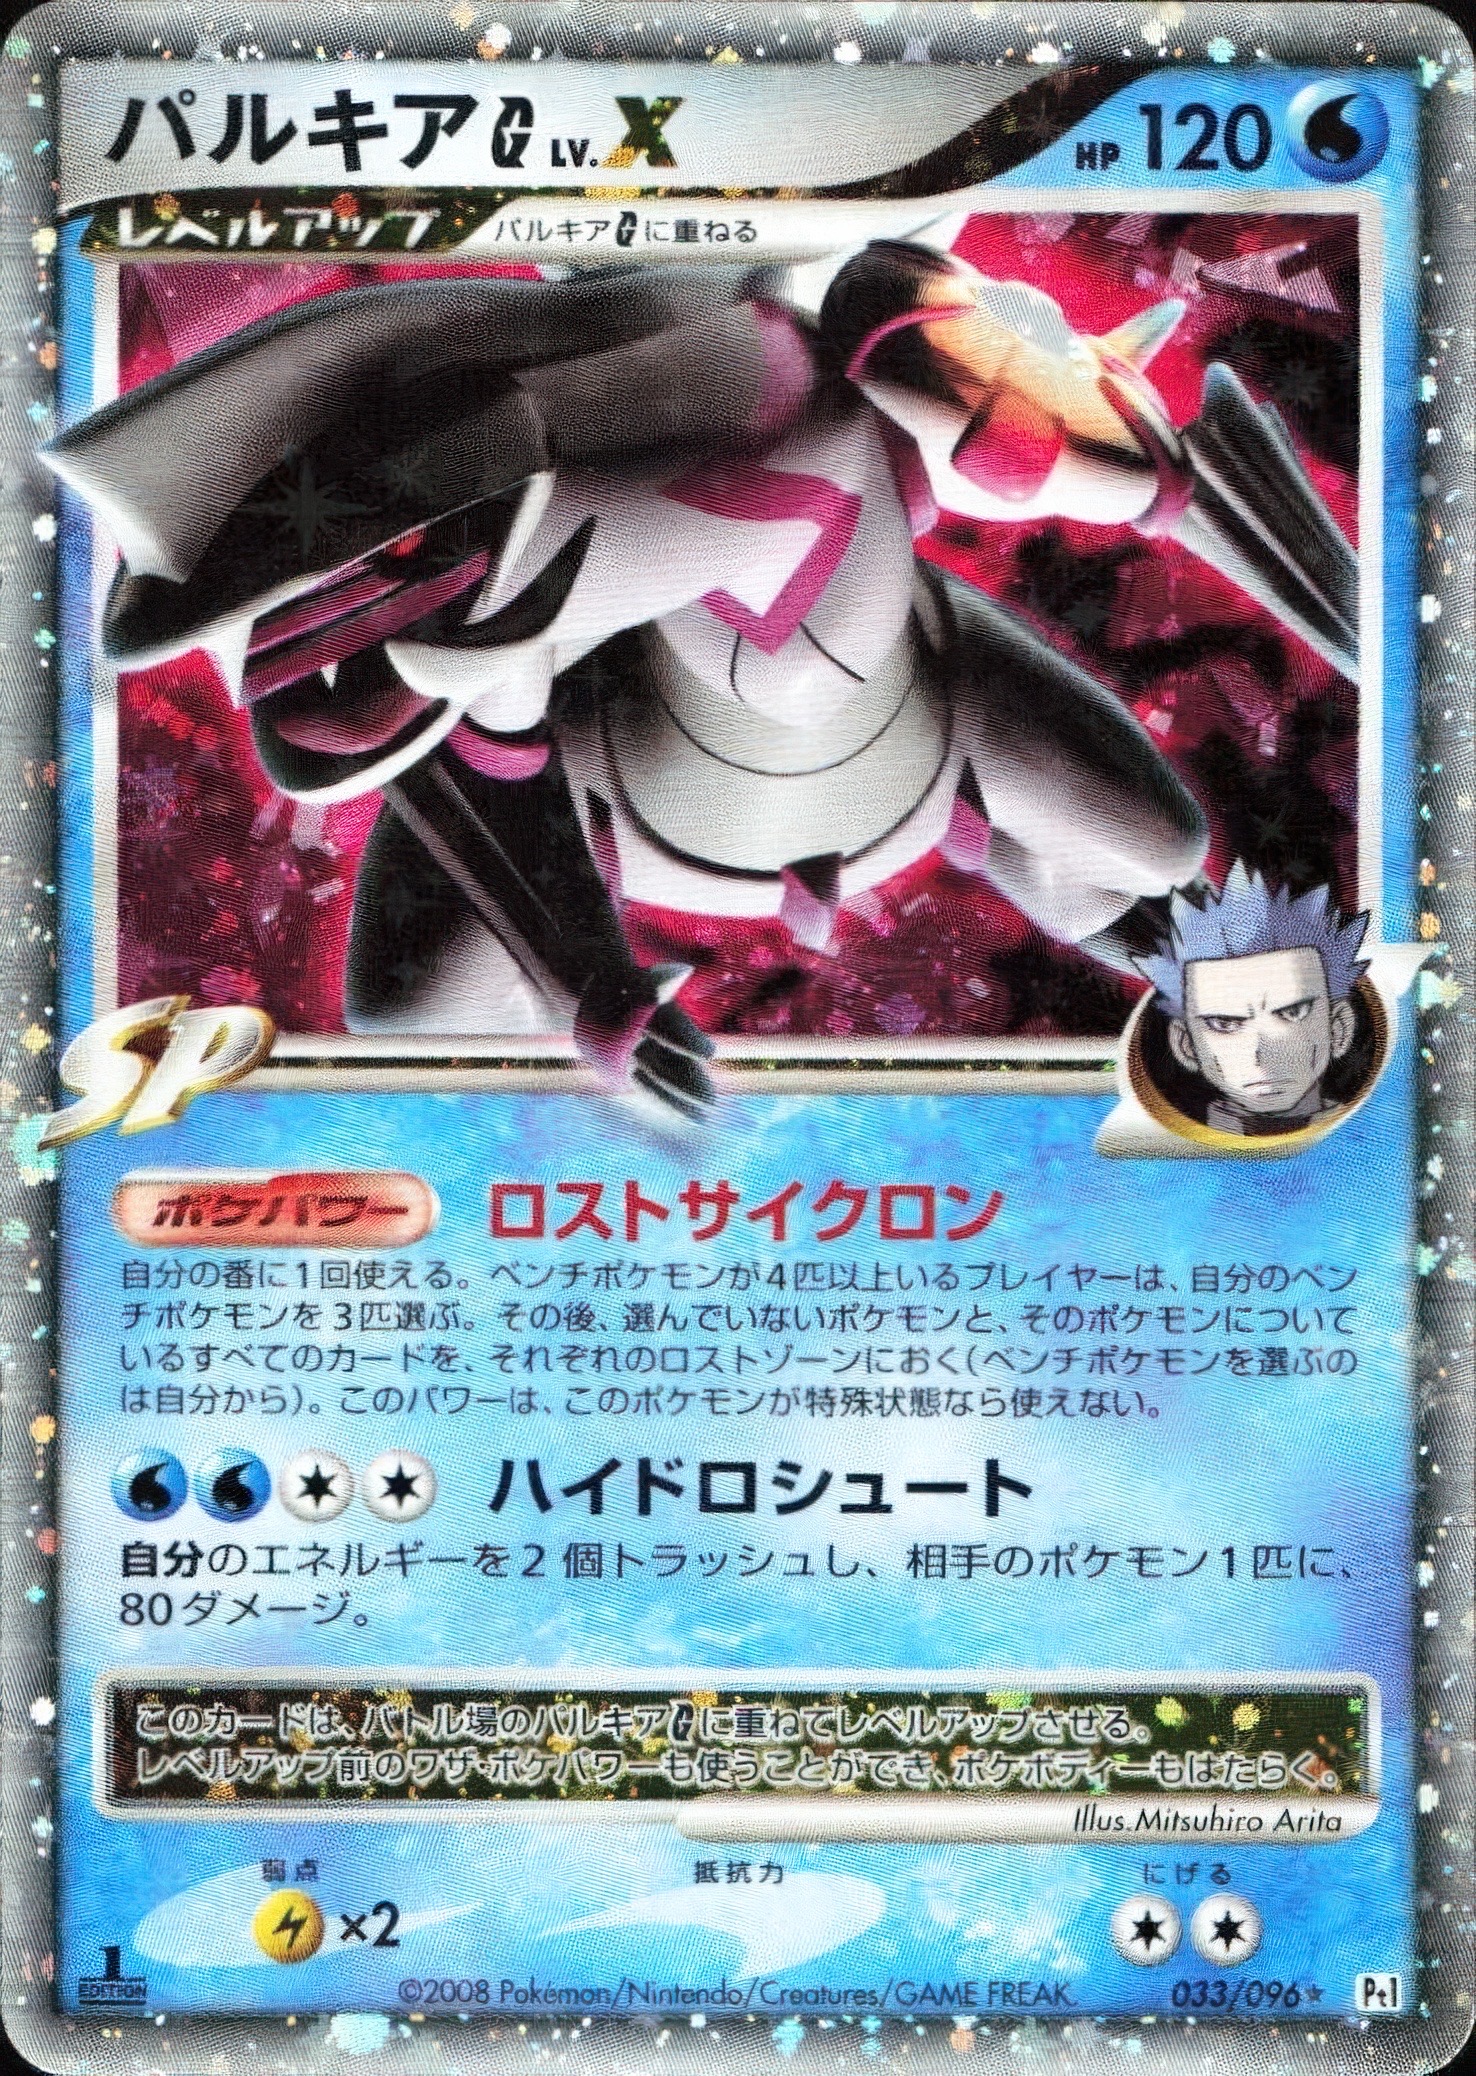 パルキアG LV.X HP 120
レベルアップ パルキアGに重ねる
SP
ポケパワー ロストサイクロン
自分の番に1回使える。ベンチポケモンが4匹以上いるプレイヤーは、自分のベン
チポケモンを3匹選ぶ。その後、選んでいないポケモンと、そのポケモンについて
いるすべてのカードを、それぞれのロストゾーンにおく(ベンチポケモンを選ぶの
は自分から)。このパワーは、このポケモンが特殊状態なら使えない。
ハイドロシュート
自分のエネルギーを2個トラッシュし、相手のポケモン1匹に、
80ダメージ。
このカードは、バトル場のパルキアGに重ねてレベルアップさせる。
レベルアップ前のワザ・ポケパワーも使うことができ、ポケボディーもはたらく。
Illus.Mitsuhiro Arita
弱点 抵抗力 にげる
×2
1 EDITION
©2008 Pokémon/Nintendo/Creatures/GAME FREAK 033/096★ Pt1